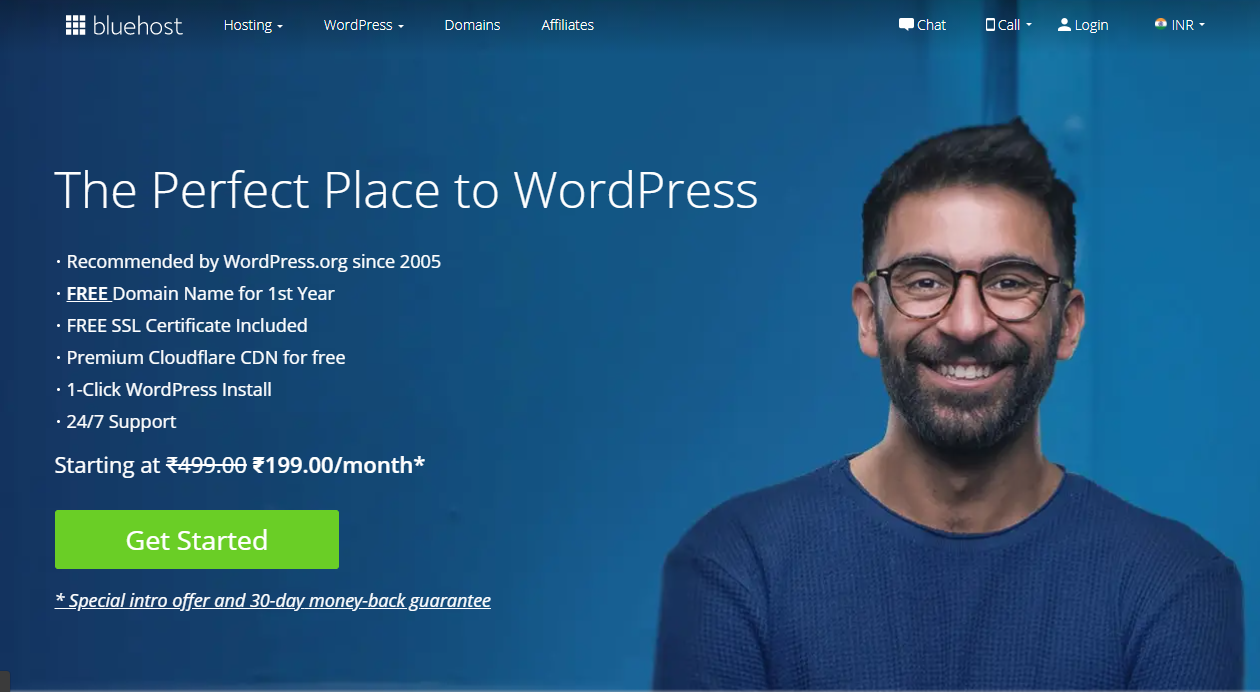 bluehost Hosting WordPress Domains Affiliates Chat Call Login INR
The Perfect Place to WordPress
· Recommended by WordPress.org since 2005
· FREE Domain Name for 1st Year
· FREE SSL Certificate Included
· Premium Cloudflare CDN for free
· 1-Click WordPress Install
· 24/7 Support
Starting at ₹499.00 ₹199.00/month*
Get Started
* Special intro offer and 30-day money-back guarantee